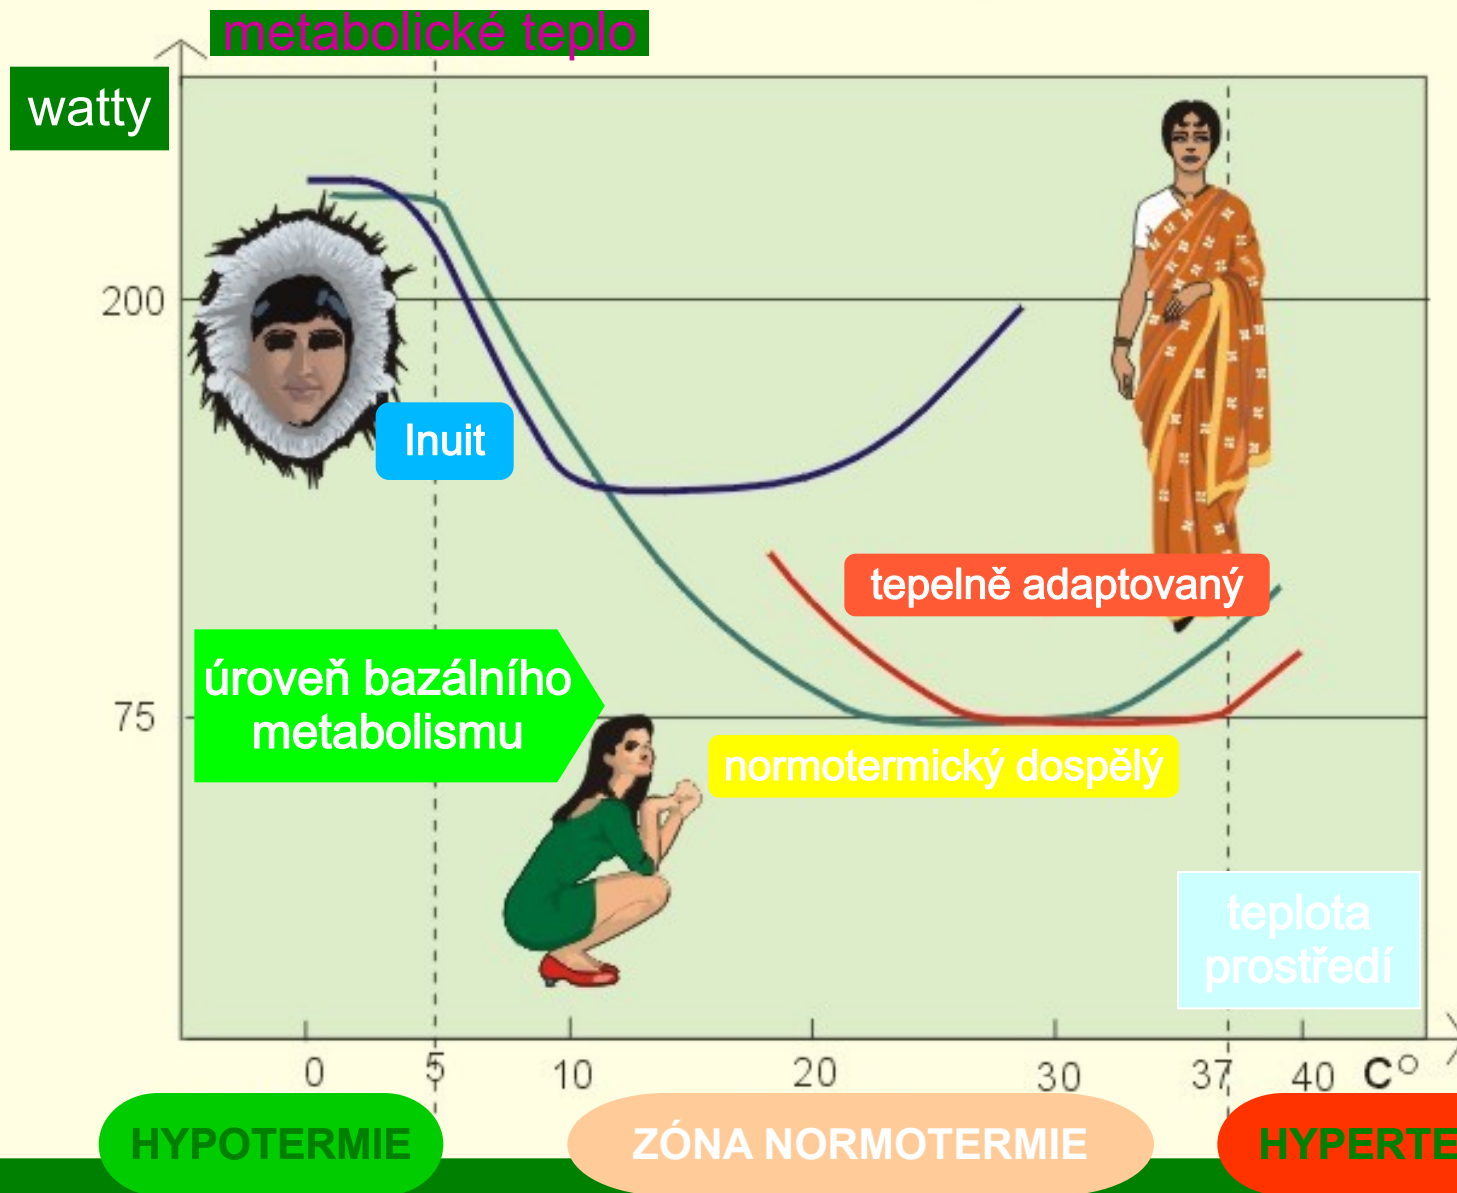 metabolické teplo
watty
200
Inuit
tepelně adaptovaný
úroveň bazálního
metabolismu
75
normotermický dospělý
teplota
prostředí
0 5 10 20 30 37 40 C°
HYPOTERMIE
ZÓNA NORMOTERMIE
HYPERTE